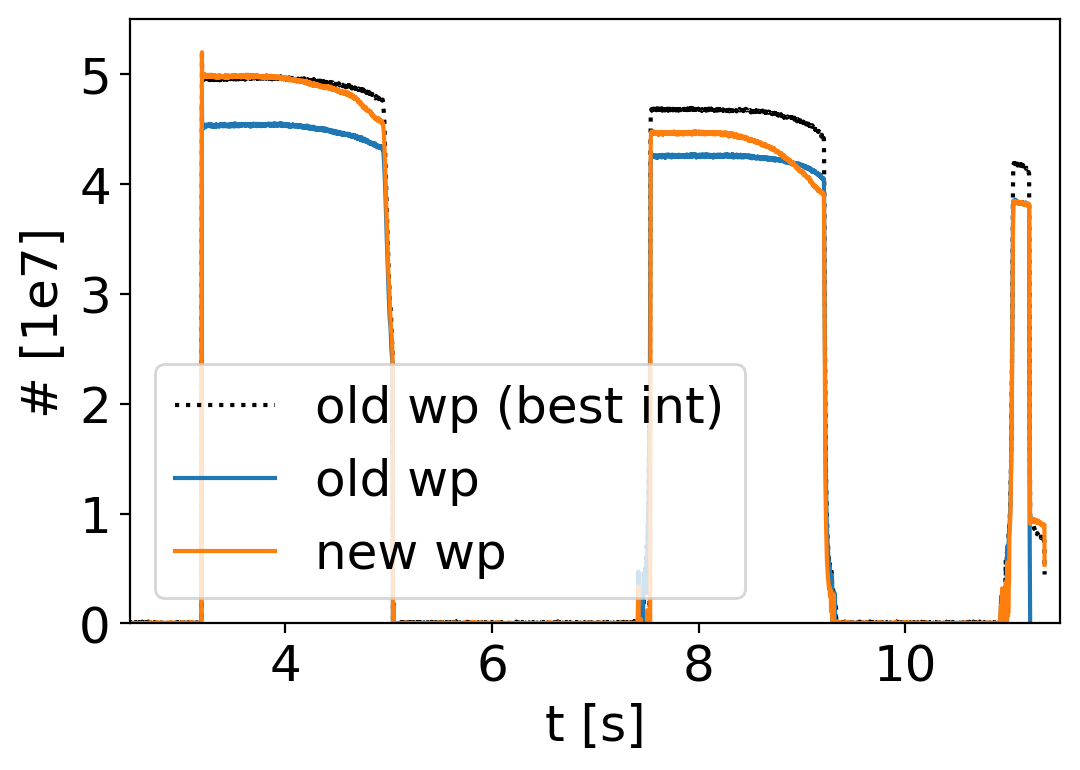 # [1e7]
5
4
3
2
1
0
old wp (best int)
old wp
new wp
4 6 8 10
t [s]